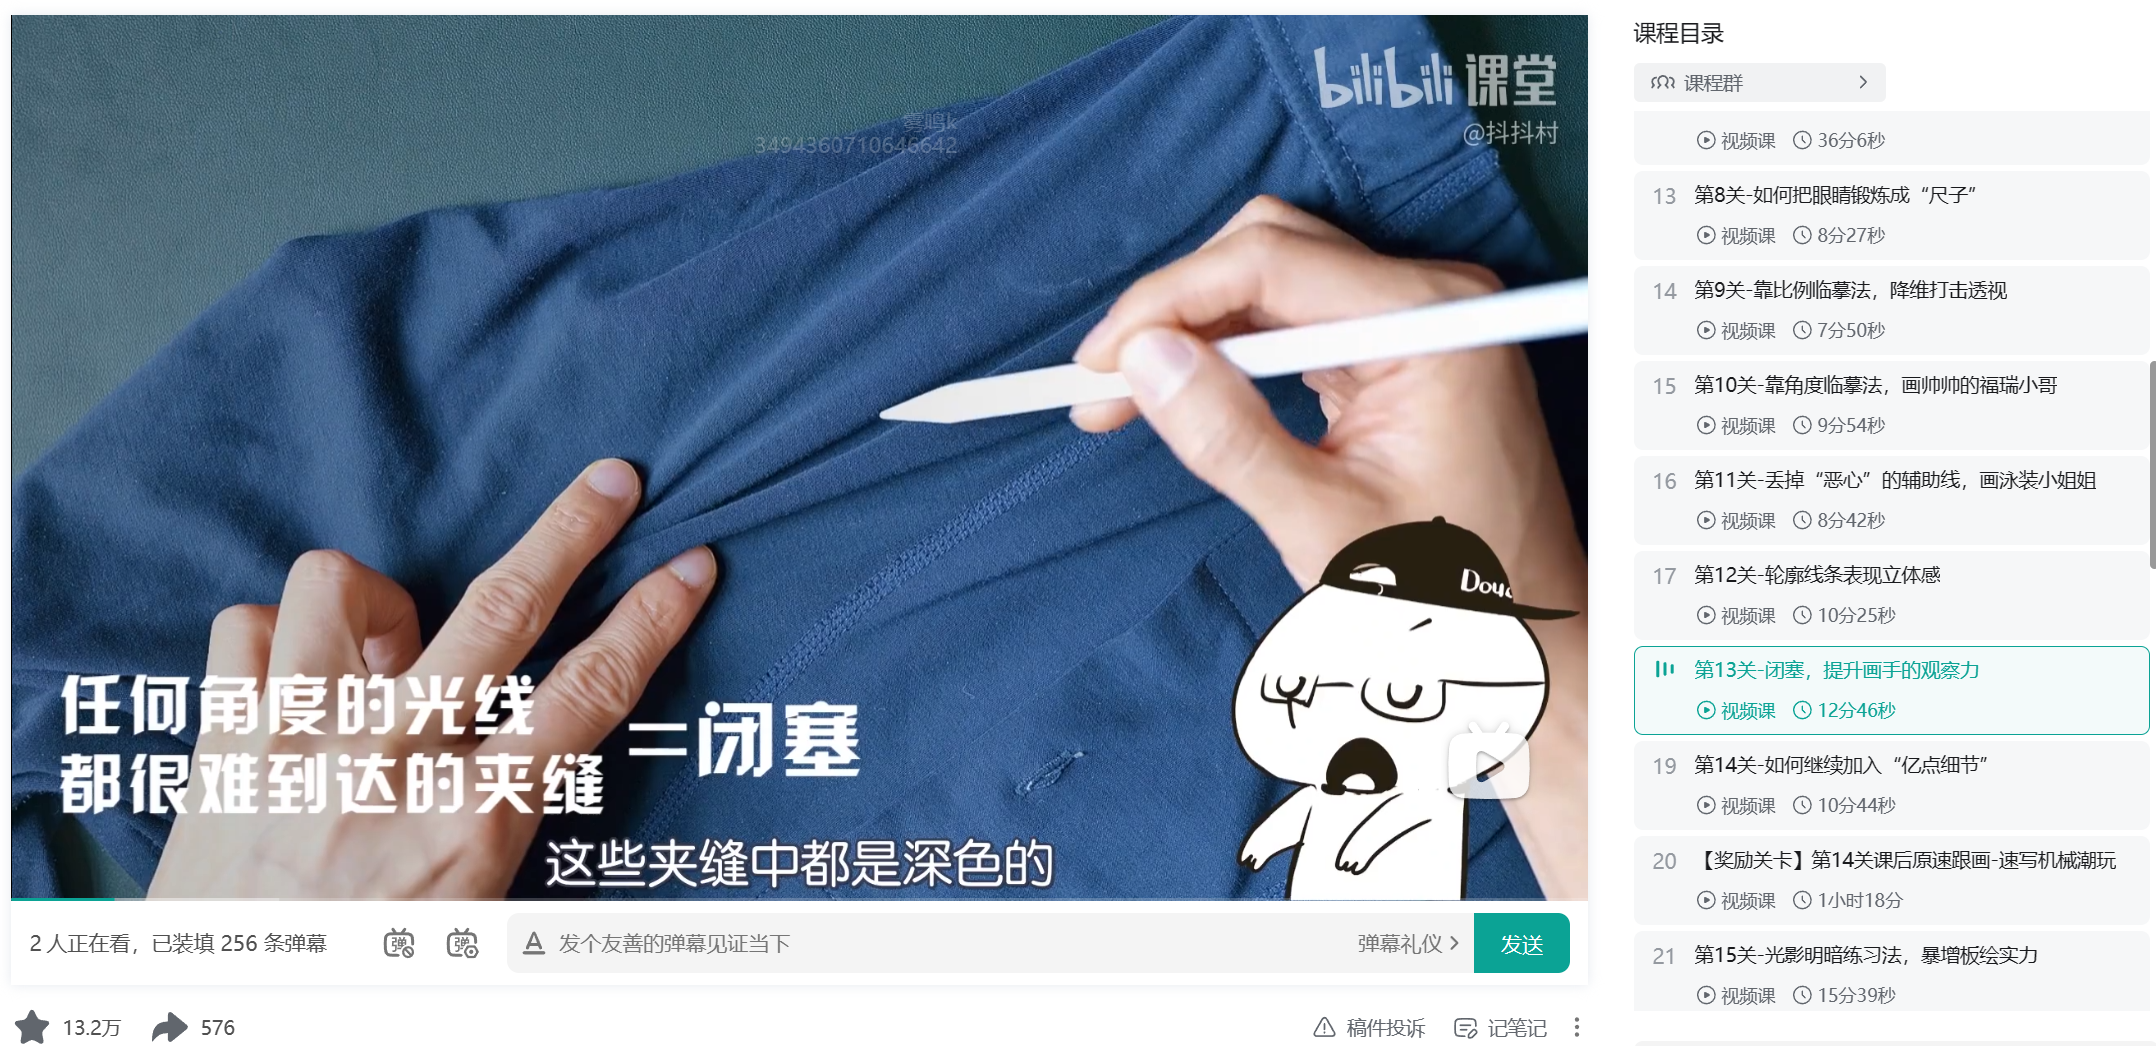 bilibili 课堂
@抖抖村
雾鸣k
3494360710646642
Douc
任何角度的光线
都很难到达的夹缝
=闭塞
这些夹缝中都是深色的
2 人正在看，已装填 256 条弹幕
弹
弹
A 发个友善的弹幕见证当下
弹幕礼仪
发送
13.2万
576
稿件投诉
记笔记
课程目录
课程群
视频课 36分6秒
13 第8关-如何把眼睛锻炼成“尺子”
视频课 8分27秒
14 第9关-靠比例临摹法，降维打击透视
视频课 7分50秒
15 第10关-靠角度临摹法，画帅帅的福瑞小哥
视频课 9分54秒
16 第11关-丢掉“恶心”的辅助线，画泳装小姐姐
视频课 8分42秒
17 第12关-轮廓线条表现立体感
视频课 10分25秒
第13关-闭塞，提升画手的观察力
视频课 12分46秒
19 第14关-如何继续加入“亿点细节”
视频课 10分44秒
20 【奖励关卡】第14关课后原速跟画-速写机械潮玩
视频课 1小时18分
21 第15关-光影明暗练习法，暴增板绘实力
视频课 15分39秒